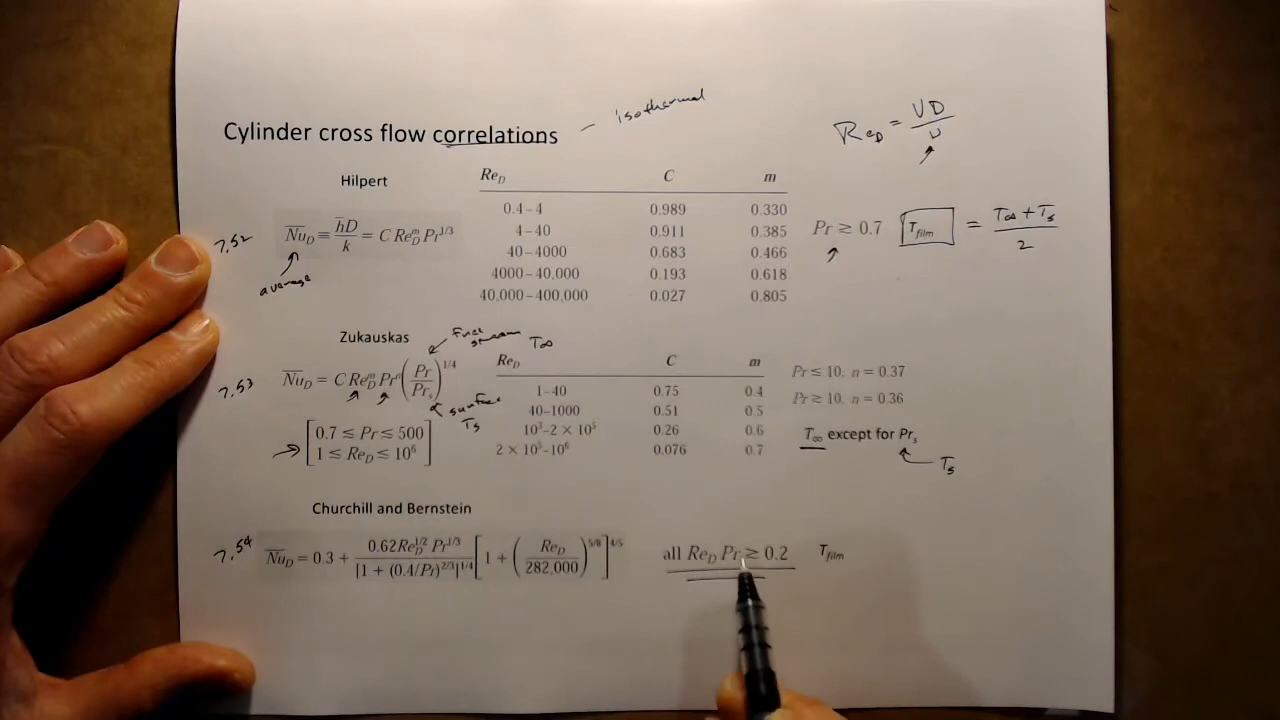 isothermal
Cylinder cross flow correlations
Re_D = VD / ν
Hilpert
Re_D C m
0.4–4 0.989 0.330
4–40 0.911 0.385
40–4000 0.683 0.466
4000–40,000 0.193 0.618
40,000–400,000 0.027 0.805
7.52
N̄u_D ≡ h̄D / k = C Re_D^m Pr^1/3
average
Pr ≥ 0.7 T_film = T∞ + T_s / 2
Zukauskas
free stream T∞
7.53
N̄u_D = C Re_D^m Pr^n (Pr / Pr_s)^1/4
surface T_s
[0.7 ≤ Pr ≤ 500
1 ≤ Re_D ≤ 10^6]
Re_D C m
1–40 0.75 0.4
40–1000 0.51 0.5
10^3–2 × 10^5 0.26 0.6
2 × 10^5–10^6 0.076 0.7
Pr ≤ 10, n = 0.37
Pr ≥ 10, n = 0.36
T∞ except for Pr_s
T_s
Churchill and Bernstein
7.54
N̄u_D = 0.3 + 0.62 Re_D^1/2 Pr^1/3 / [1 + (0.4/Pr)^2/3]^1/4 [1 + (Re_D / 282,000)^5/8]^4/5
all Re_D Pr ≥ 0.2 T_film